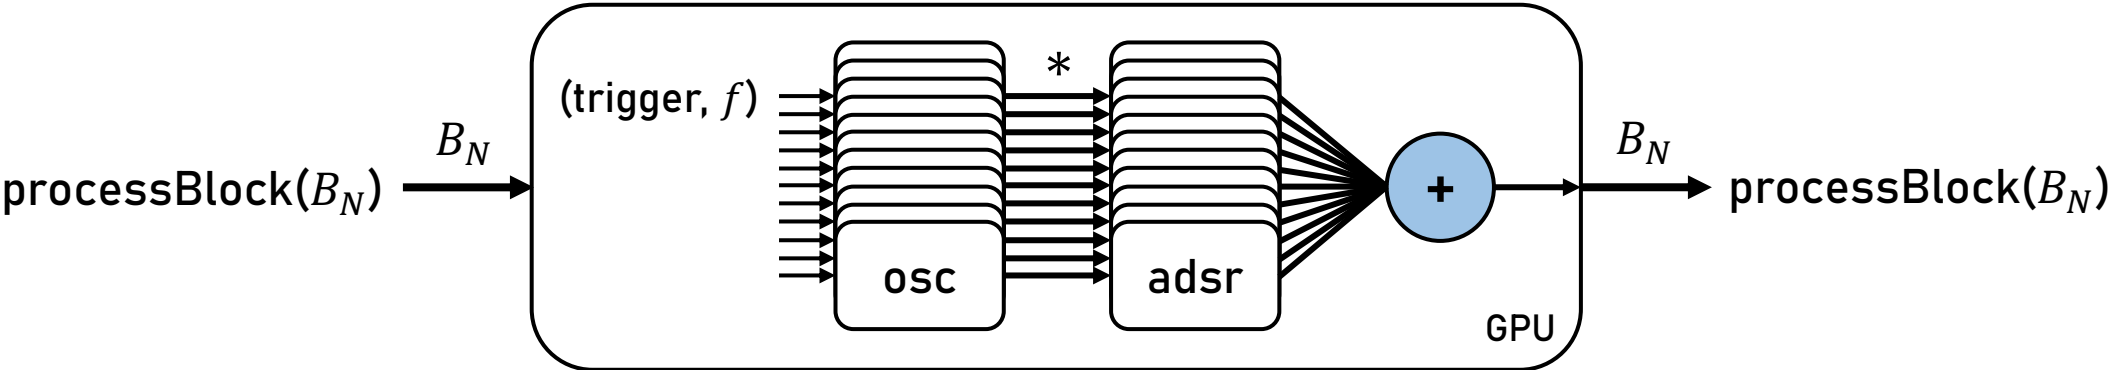 processBlock(B_N)
B_N
(trigger, f)
*
osc
adsr
+
GPU
B_N
processBlock(B_N)